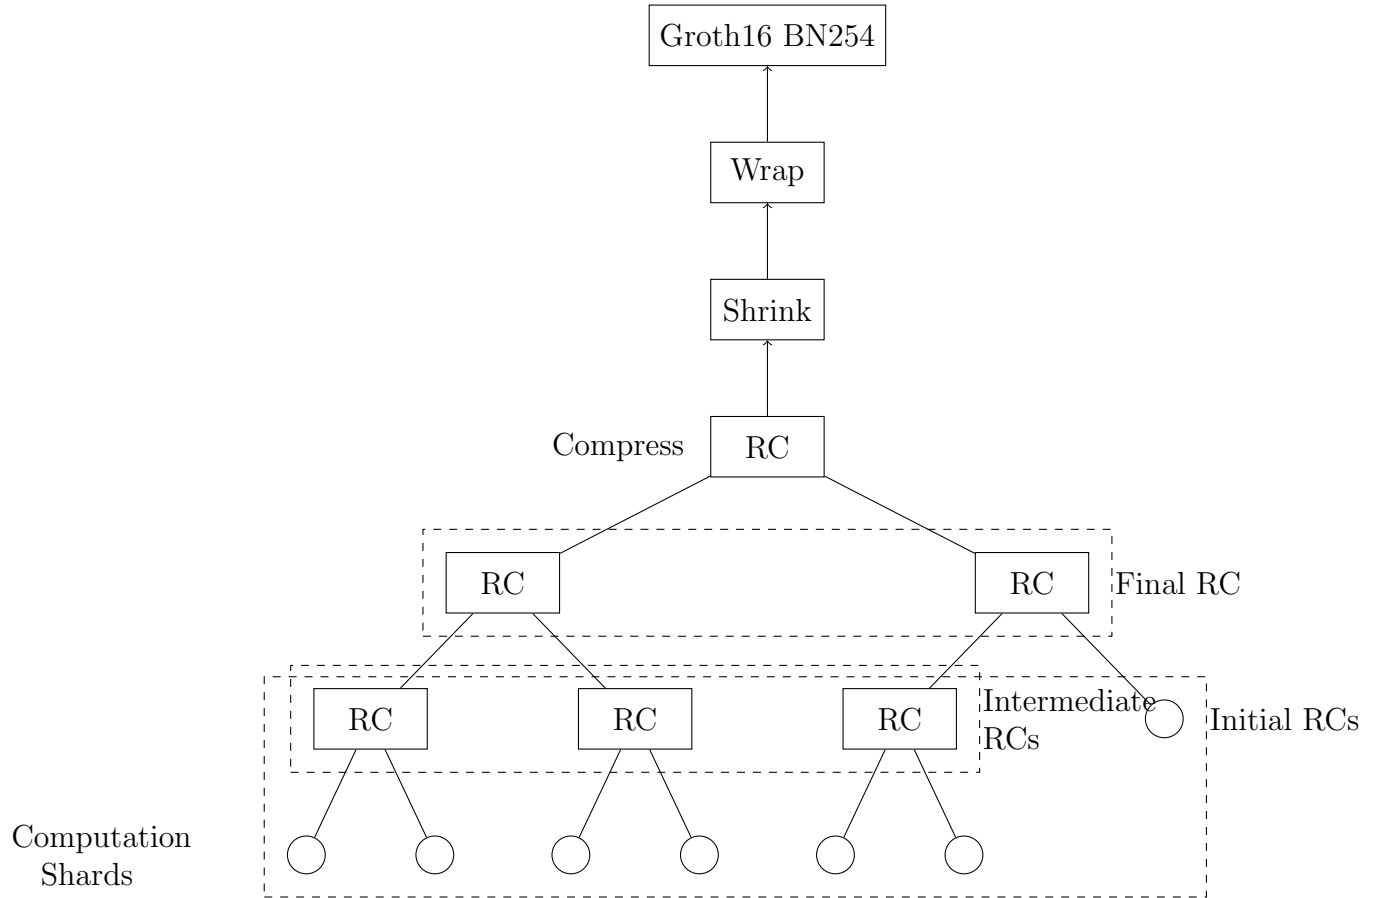 Groth16 BN254
Wrap
Shrink
Compress
RC
RC
RC
Final RC
RC
RC
RC
Intermediate
RCs
Initial RCs
Computation
Shards